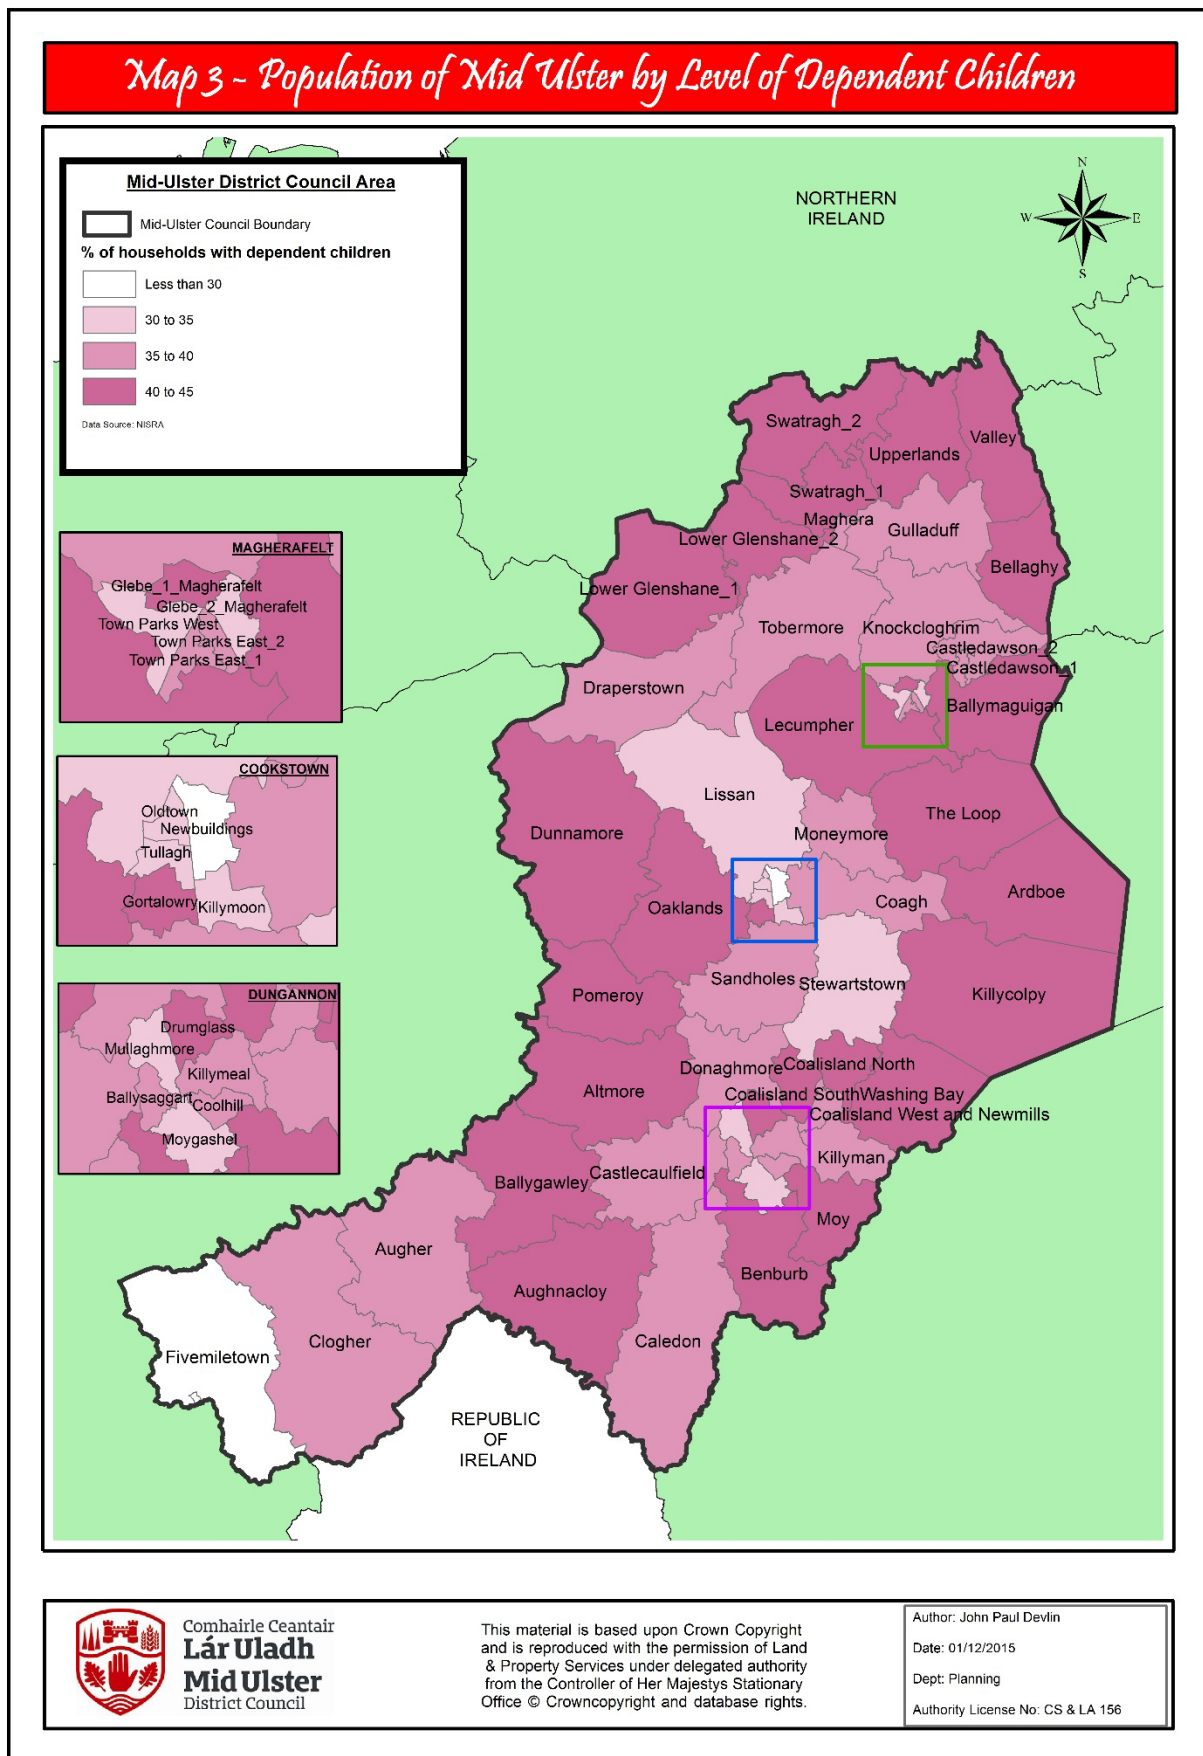 Map 3 - Population of Mid Ulster by Level of Dependent Children
Mid-Ulster District Council Area
Mid-Ulster Council Boundary
% of households with dependent children
Less than 30
30 to 35
35 to 40
40 to 45
Data Source: NISRA
NORTHERN
IRELAND
N
W
E
S
Swatragh_2
Valley
Upperlands
Swatragh_1
Maghera
Gulladuff
Lower Glenshane_2
Bellaghy
Lower Glenshane_1
Tobermore
Knockcloghrim
Castledawson_2
Castledawson_1
Draperstown
Ballymaguigan
Lecumpher
Lissan
The Loop
Dunnamore
Moneymore
Ardboe
Oaklands
Coagh
Sandholes
Stewartstown
Pomeroy
Killycolpy
Donaghmore
Coalisland North
Altmore
Coalisland South
Washing Bay
Coalisland West and Newmills
Killyman
Castlecaulfield
Ballygawley
Moy
Augher
Benburb
Aughnacloy
Clogher
Caledon
Fivemiletown
REPUBLIC
OF
IRELAND
MAGHERAFELT
Glebe_1_Magherafelt
Glebe_2_Magherafelt
Town Parks West
Town Parks East_2
Town Parks East_1
COOKSTOWN
Oldtown
Newbuildings
Tullagh
Gortalowry
Killymoon
DUNGANNON
Drumglass
Mullaghmore
Killymeal
Ballysaggart
Coolhill
Moygashel
Comhairle Ceantair
Lár Uladh
Mid Ulster
District Council
This material is based upon Crown Copyright
and is reproduced with the permission of Land
& Property Services under delegated authority
from the Controller of Her Majestys Stationary
Office © Crowncopyright and database rights.
Author: John Paul Devlin
Date: 01/12/2015
Dept: Planning
Authority License No: CS & LA 156